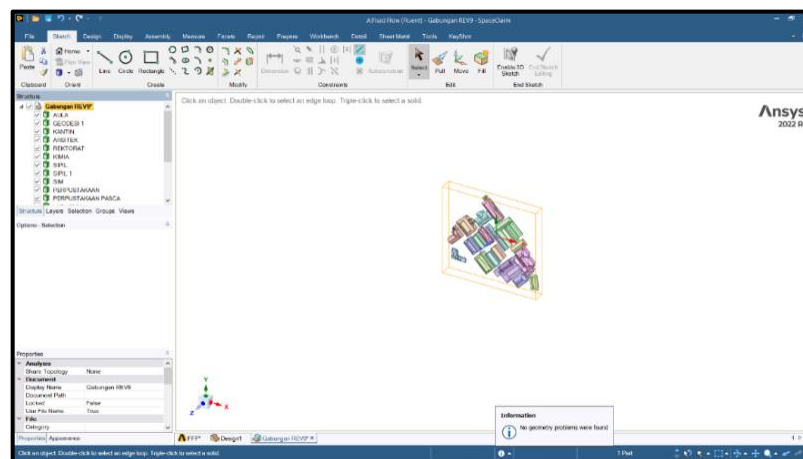 A:Fluid Flow (Fluent) - Gabungan REV9 - SpaceClaim
File Sketch Design Display Assembly Measure Facets Repair Prepare Workbench Detail Sheet Metal Tools KeyShot
Home
Plan View
Paste
Line Circle Rectangle
Dimension
Select Pull Move Fill
Enable 3D Sketch
End Sketch Editing
Clipboard Orient Create Modify Constraints Edit End Sketch
Structure
Click an object. Double-click to select an edge loop. Triple-click to select a solid.
Ansys
2022 R
Gabungan REV9*
AULA
GEODESI 1
KANTIN
ARSITEK
REKTORAT
KIMIA
SIPIL
SIPIL 1
SIM
PERPUSTAKAAN
PERPUSTAKAAN PASCA
Structure Layers Selection Groups Views
Options - Selection
Properties
Analysis
Share Topology None
Document
Display Name Gabungan REV9
Document Path
Locked False
Use File Name True
File
Category
Y
Z
X
Information
No geometry problems were found
Properties Appearance
FFF* Design1 Gabungan REV9* X
Click an object. Double-click to select an edge loop. Triple-click to select a solid.
1 Part